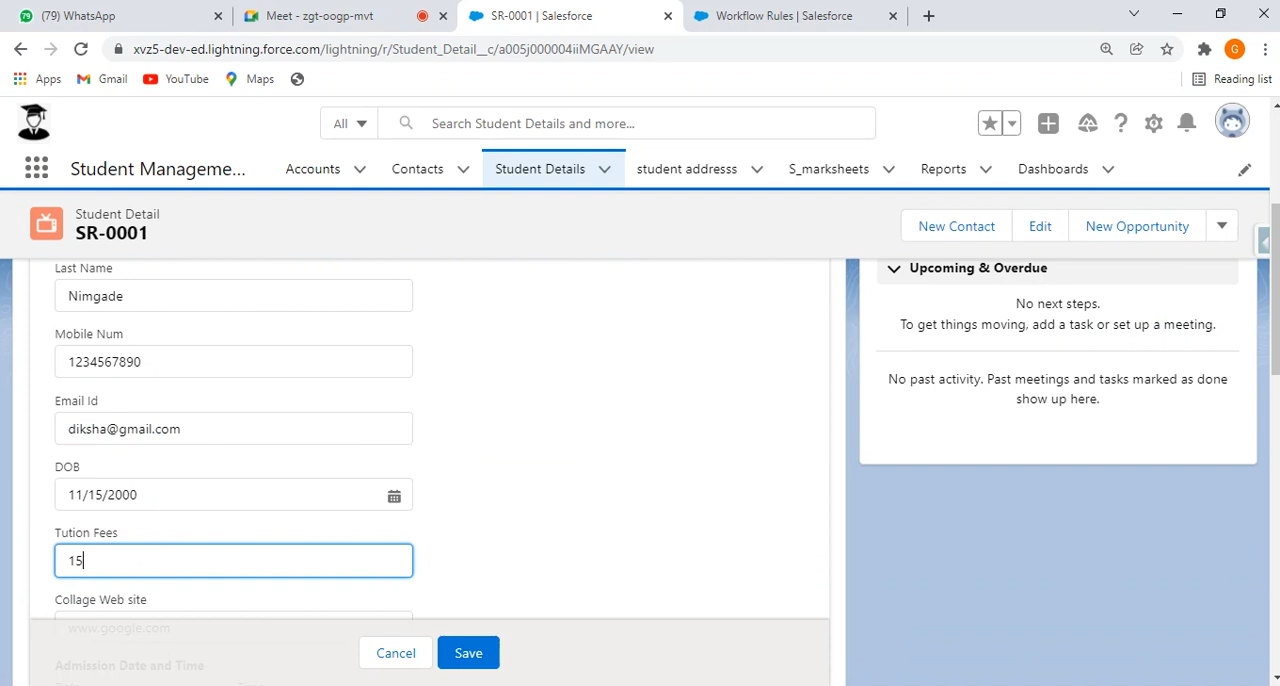 (79) WhatsApp
Meet - zgt-oogp-mvt
SR-0001 | Salesforce
Workflow Rules | Salesforce
xvz5-dev-ed.lightning.force.com/lightning/r/Student_Detail__c/a005j000004iiMGAAY/view
G
Apps
Gmail
YouTube
Maps
Reading list
All
Search Student Details and more...
Student Manageme...
Accounts
Contacts
Student Details
student addresss
S_marksheets
Reports
Dashboards
Student Detail
SR-0001
New Contact
Edit
New Opportunity
Last Name
Nimgade
Mobile Num
1234567890
Email Id
diksha@gmail.com
DOB
11/15/2000
Tution Fees
15
Collage Web site
www.google.com
Admission Date and Time
Cancel
Save
Upcoming & Overdue
No next steps.
To get things moving, add a task or set up a meeting.
No past activity. Past meetings and tasks marked as done
show up here.